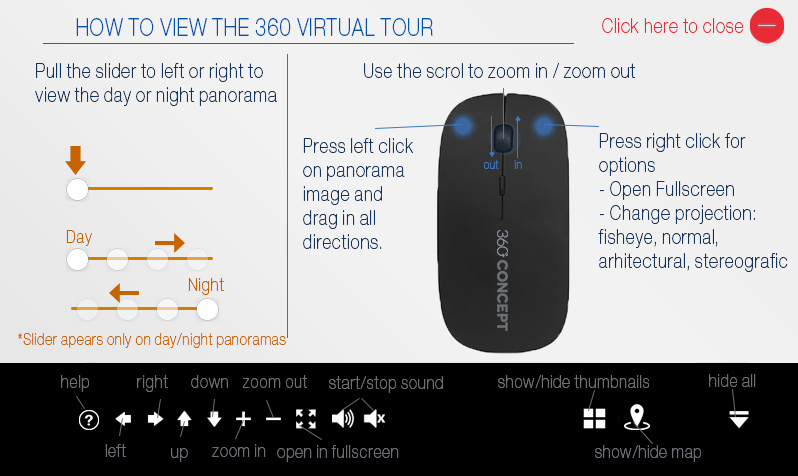 HOW TO VIEW THE 360 VIRTUAL TOUR
Click here to close
Pull the slider to left or right to
view the day or night panorama
Day
Night
*Slider apears only on day/night panoramas
Use the scrol to zoom in / zoom out
Press left click
on panorama
image and
drag in all
directions.
out in
360° CONCEPT
Press right click for
options
- Open Fullscreen
- Change projection:
fisheye, normal,
arhitectural, stereografic
help
right
down
zoom out
start/stop sound
show/hide thumbnails
hide all
?
left
up
zoom in
open in fullscreen
show/hide map